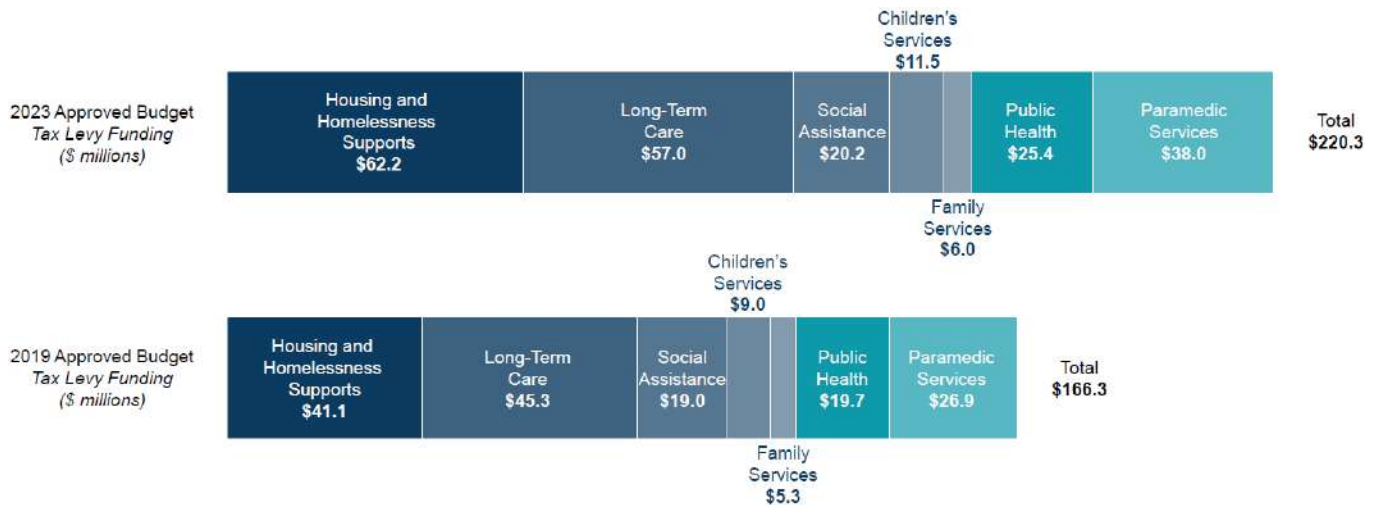 Children's
Services
$11.5
2023 Approved Budget
Tax Levy Funding
($ millions)
Housing and
Homelessness
Supports
$62.2
Long-Term
Care
$57.0
Social
Assistance
$20.2
Public
Health
$25.4
Paramedic
Services
$38.0
Total
$220.3
Family
Services
$6.0
Children's
Services
$9.0
2019 Approved Budget
Tax Levy Funding
($ millions)
Housing and
Homelessness
Supports
$41.1
Long-Term
Care
$45.3
Social
Assistance
$19.0
Public
Health
$19.7
Paramedic
Services
$26.9
Total
$166.3
Family
Services
$5.3